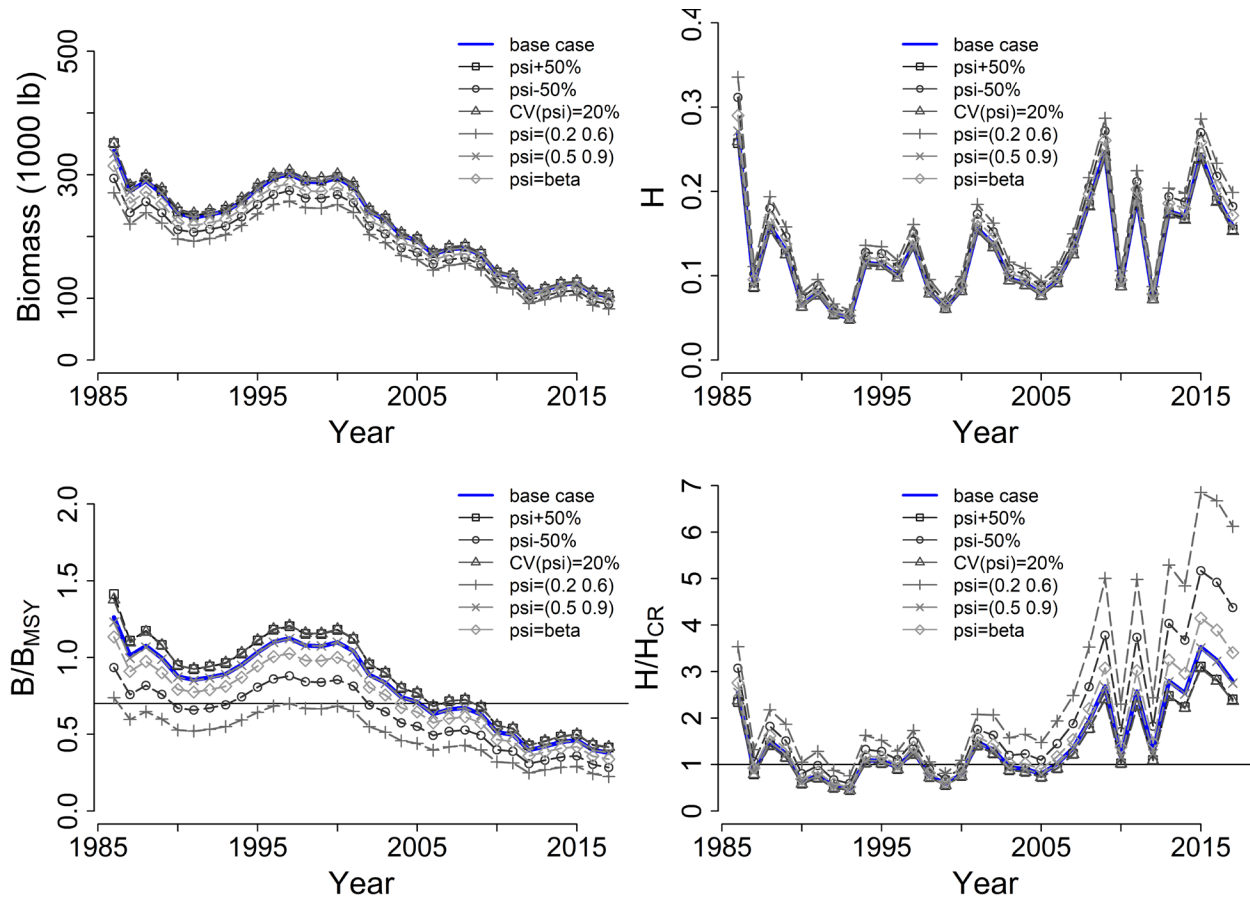 Biomass (1000 lb)
500
300
100
0
base case
psi+50%
psi-50%
CV(psi)=20%
psi=(0.2 0.6)
psi=(0.5 0.9)
psi=beta
1985 1995 2005 2015
Year
H
0.4
0.3
0.2
0.1
0.0
base case
psi+50%
psi-50%
CV(psi)=20%
psi=(0.2 0.6)
psi=(0.5 0.9)
psi=beta
1985 1995 2005 2015
Year
B/BMSY
2.0
1.5
1.0
0.5
0.0
base case
psi+50%
psi-50%
CV(psi)=20%
psi=(0.2 0.6)
psi=(0.5 0.9)
psi=beta
1985 1995 2005 2015
Year
H/HCR
7
6
5
4
3
2
1
0
base case
psi+50%
psi-50%
CV(psi)=20%
psi=(0.2 0.6)
psi=(0.5 0.9)
psi=beta
1985 1995 2005 2015
Year